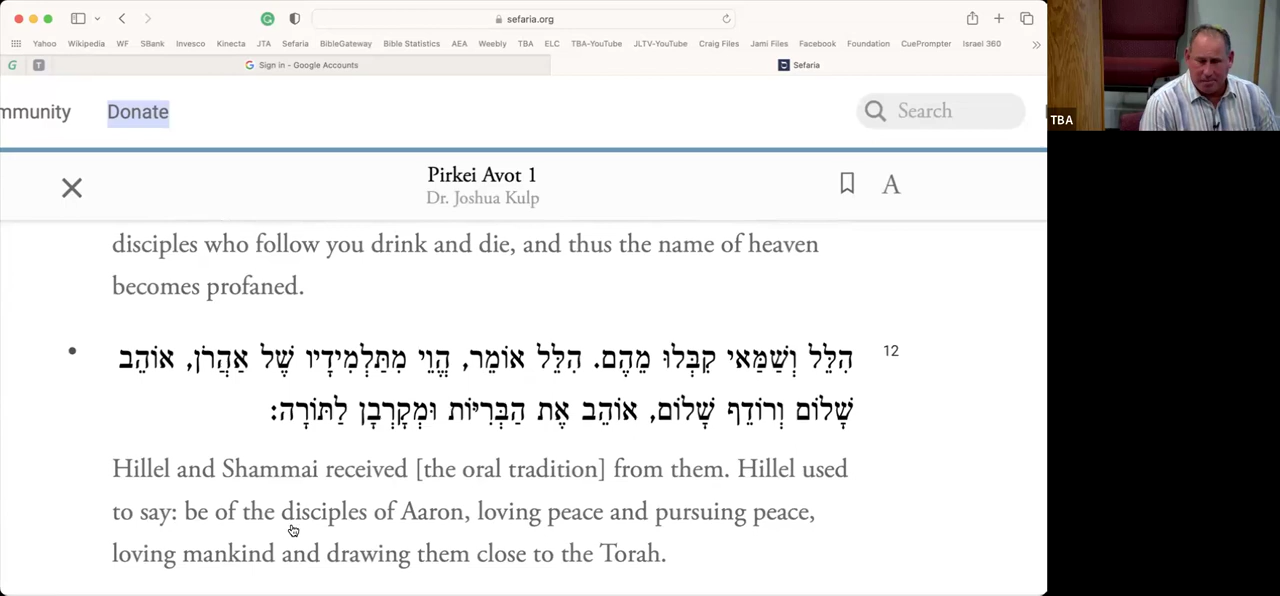 sefaria.org
Yahoo Wikipedia WF SBank Invesco Kinecta JTA Sefaria BibleGateway Bible Statistics AEA Weebly TBA ELC TBA-YouTube JLTV-YouTube Craig Files Jami Files Facebook Foundation CuePrompter Israel 360 »
G T Sign in - Google Accounts Sefaria
mmunity Donate Search
TBA
Pirkei Avot 1
A
Dr. Joshua Kulp
disciples who follow you drink and die, and thus the name of heaven
becomes profaned.
12
הִלֵּל וְשַׁמַּאי קִבְּלוּ מֵהֶם. הִלֵּל אוֹמֵר, הֱוֵי מִתַּלְמִידָיו שֶׁל אַהֲרֹן, אוֹהֵב
שָׁלוֹם וְרוֹדֵף שָׁלוֹם, אוֹהֵב אֶת הַבְּרִיּוֹת וּמְקָרְבָן לַתּוֹרָה:
Hillel and Shammai received [the oral tradition] from them. Hillel used
to say: be of the disciples of Aaron, loving peace and pursuing peace,
loving mankind and drawing them close to the Torah.